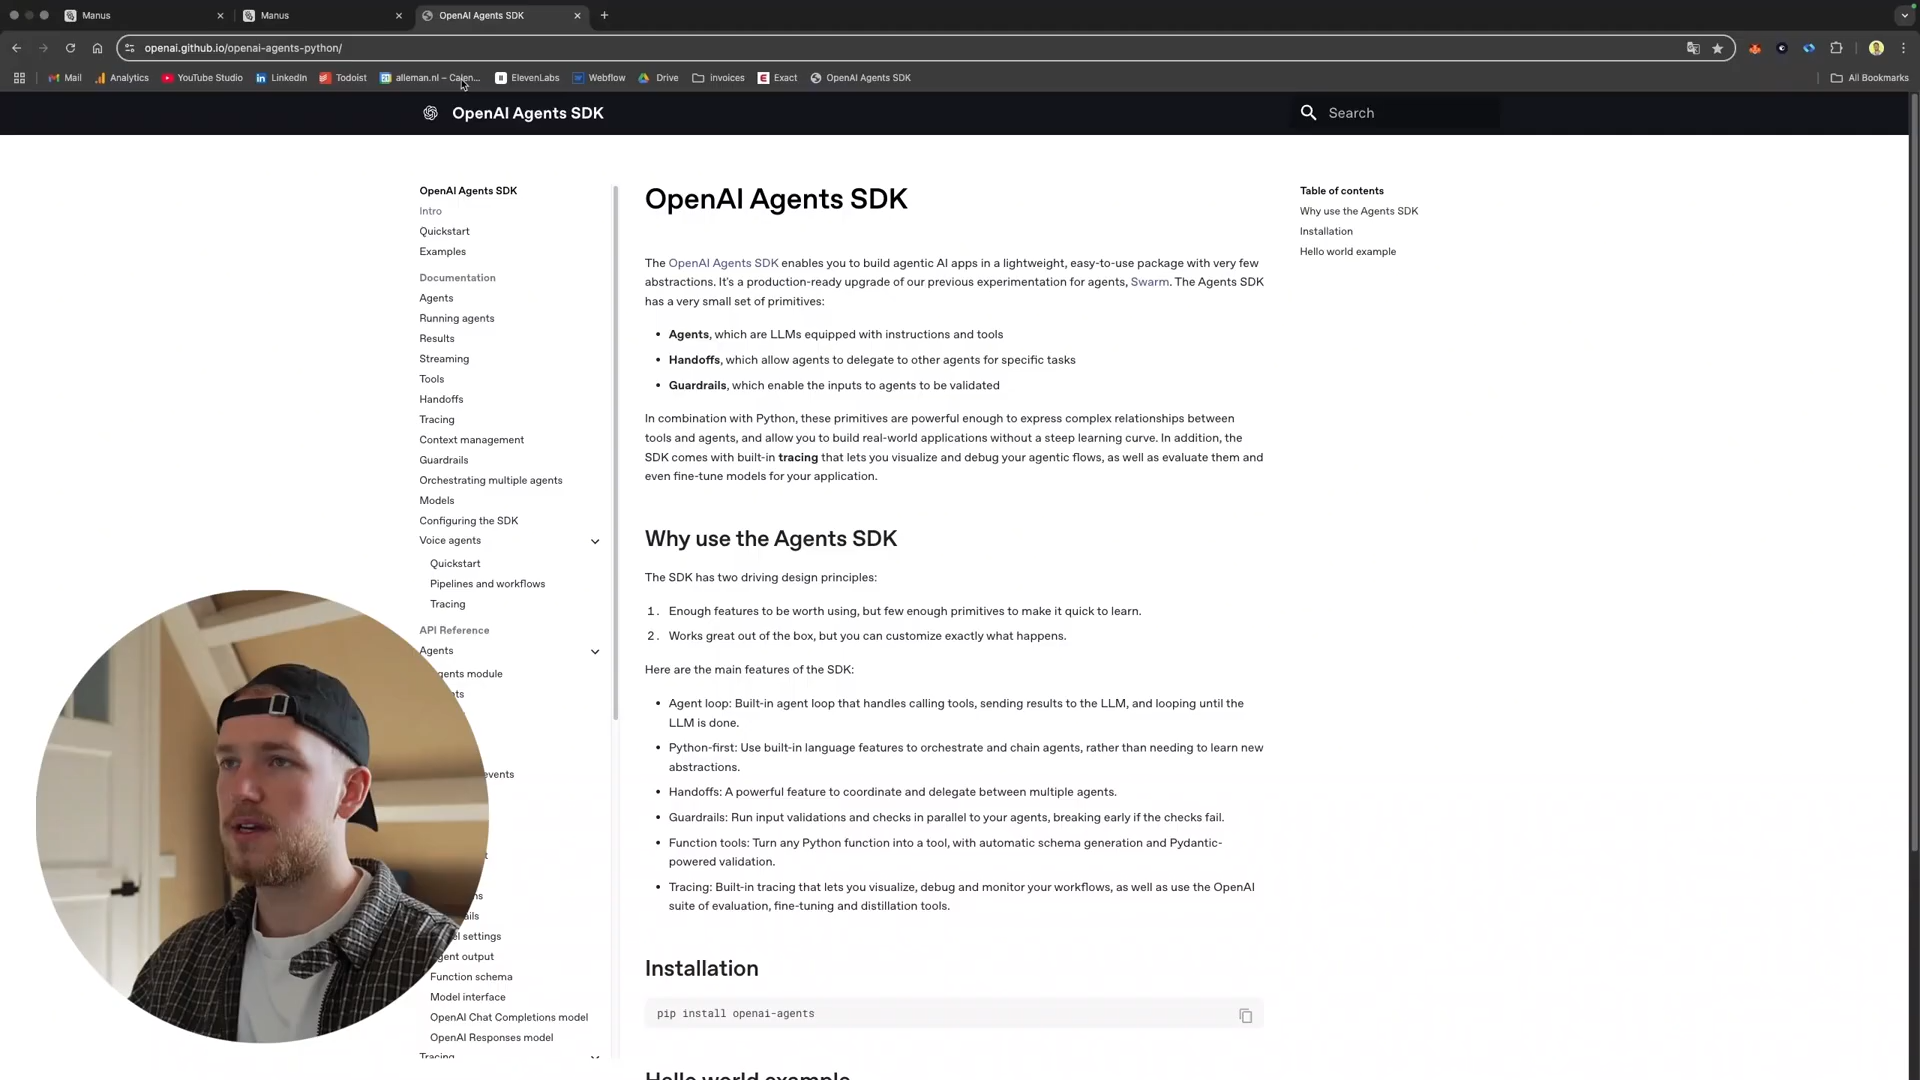 Manus
Manus
OpenAI Agents SDK
openai.github.io/openai-agents-python/
Mail
Analytics
YouTube Studio
LinkedIn
Todoist
alleman.nl – Calen...
ElevenLabs
Webflow
Drive
invoices
Exact
OpenAI Agents SDK
All Bookmarks
OpenAI Agents SDK
Search
OpenAI Agents SDK
Intro
Quickstart
Examples
Documentation
Agents
Running agents
Results
Streaming
Tools
Handoffs
Tracing
Context management
Guardrails
Orchestrating multiple agents
Models
Configuring the SDK
Voice agents
Quickstart
Pipelines and workflows
Tracing
API Reference
Agents
gents module
ts
events
t
ns
ails
el settings
gent output
Function schema
Model interface
OpenAI Chat Completions model
OpenAI Responses model
Tracing
OpenAI Agents SDK
The OpenAI Agents SDK enables you to build agentic AI apps in a lightweight, easy-to-use package with very few
abstractions. It's a production-ready upgrade of our previous experimentation for agents, Swarm. The Agents SDK
has a very small set of primitives:
• Agents, which are LLMs equipped with instructions and tools
• Handoffs, which allow agents to delegate to other agents for specific tasks
• Guardrails, which enable the inputs to agents to be validated
In combination with Python, these primitives are powerful enough to express complex relationships between
tools and agents, and allow you to build real-world applications without a steep learning curve. In addition, the
SDK comes with built-in tracing that lets you visualize and debug your agentic flows, as well as evaluate them and
even fine-tune models for your application.
Why use the Agents SDK
The SDK has two driving design principles:
1. Enough features to be worth using, but few enough primitives to make it quick to learn.
2. Works great out of the box, but you can customize exactly what happens.
Here are the main features of the SDK:
• Agent loop: Built-in agent loop that handles calling tools, sending results to the LLM, and looping until the
LLM is done.
• Python-first: Use built-in language features to orchestrate and chain agents, rather than needing to learn new
abstractions.
• Handoffs: A powerful feature to coordinate and delegate between multiple agents.
• Guardrails: Run input validations and checks in parallel to your agents, breaking early if the checks fail.
• Function tools: Turn any Python function into a tool, with automatic schema generation and Pydantic-
powered validation.
• Tracing: Built-in tracing that lets you visualize, debug and monitor your workflows, as well as use the OpenAI
suite of evaluation, fine-tuning and distillation tools.
Installation
pip install openai-agents
Hello world example
Table of contents
Why use the Agents SDK
Installation
Hello world example